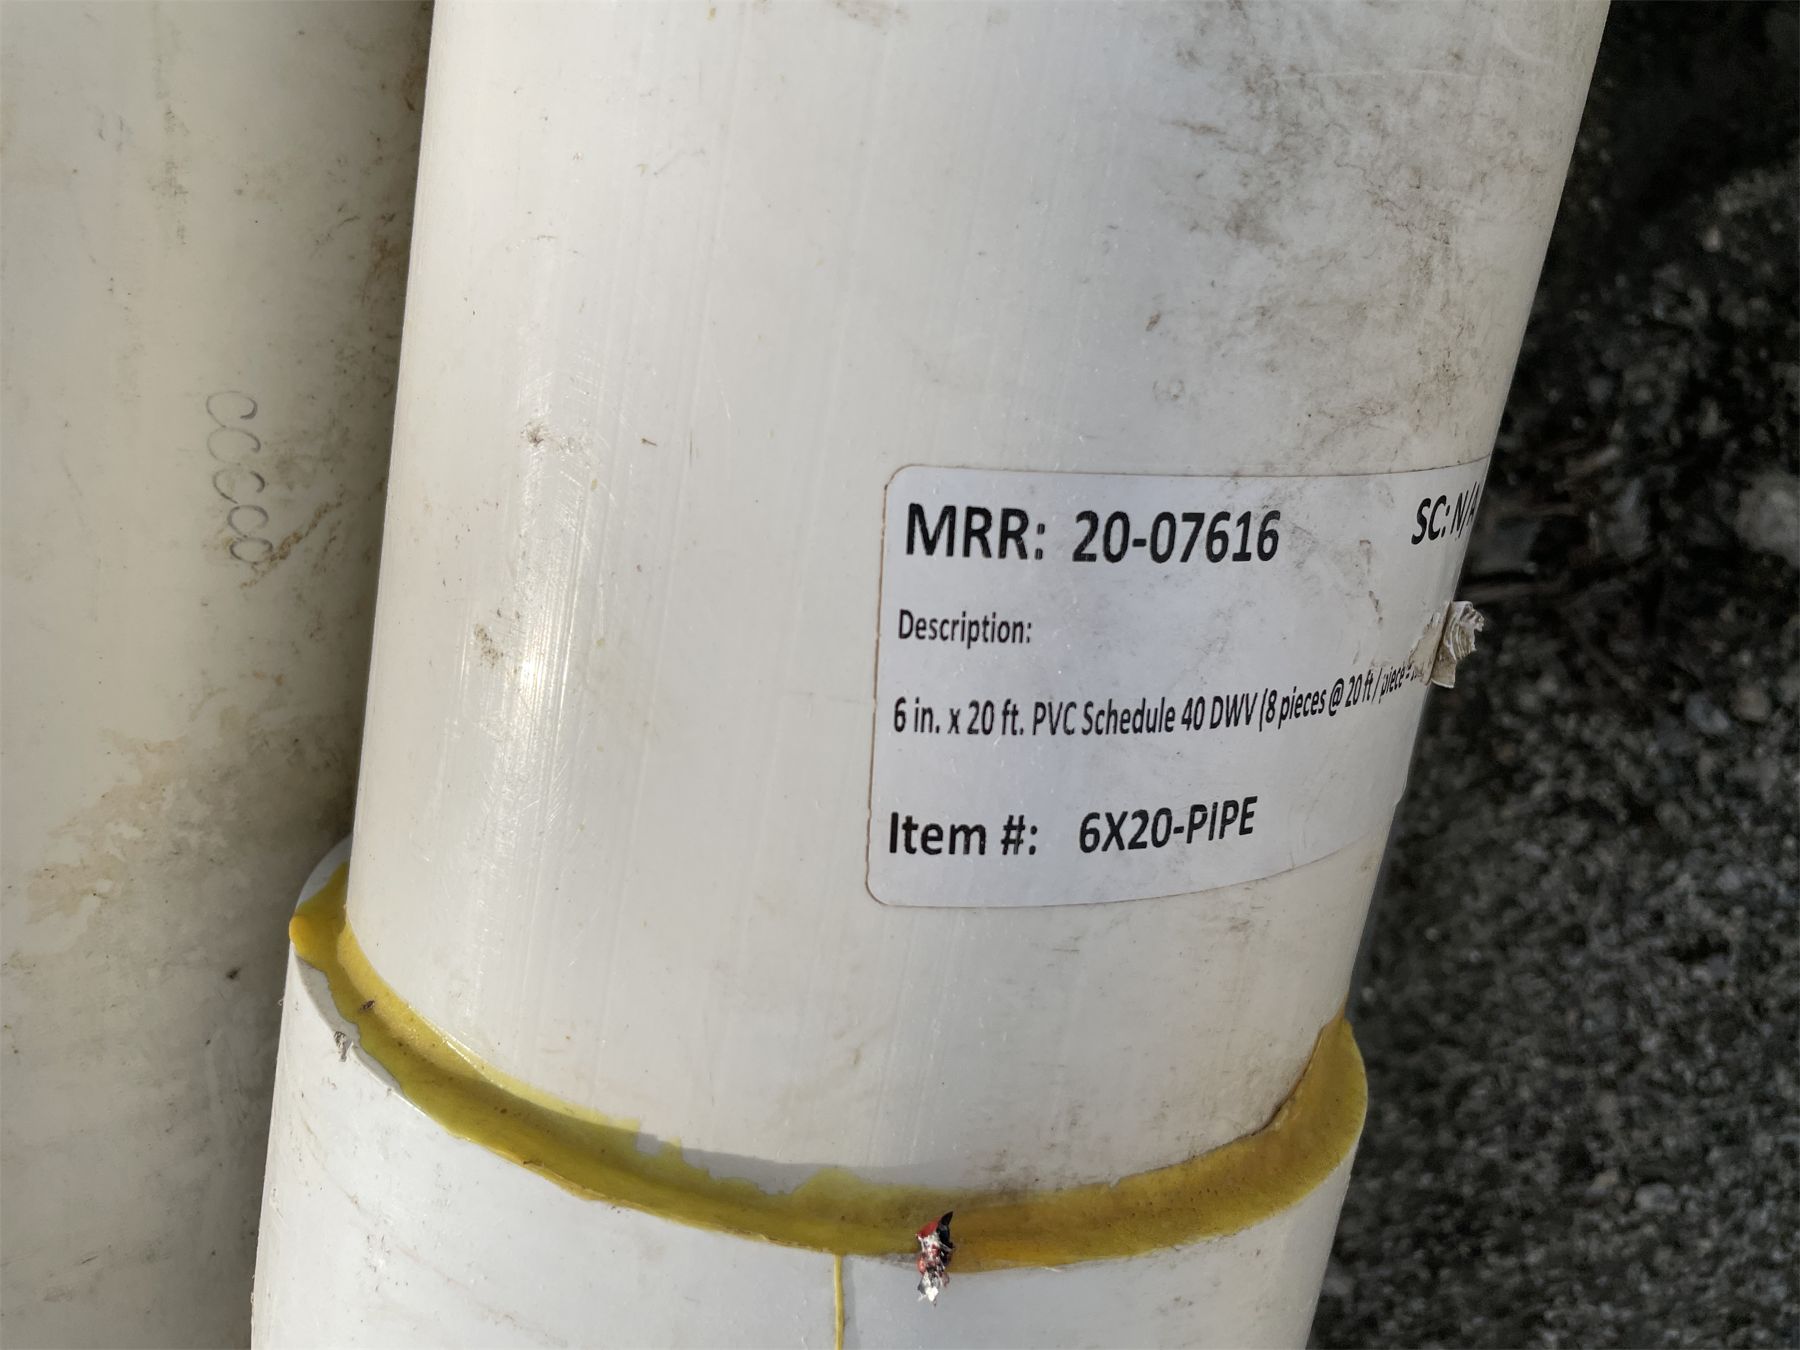 MRR: 20-07616 SC: N/A
Description:
6 in. x 20 ft. PVC Schedule 40 DWV (8 pieces @ 20 ft / piece =
Item #: 6X20-PIPE